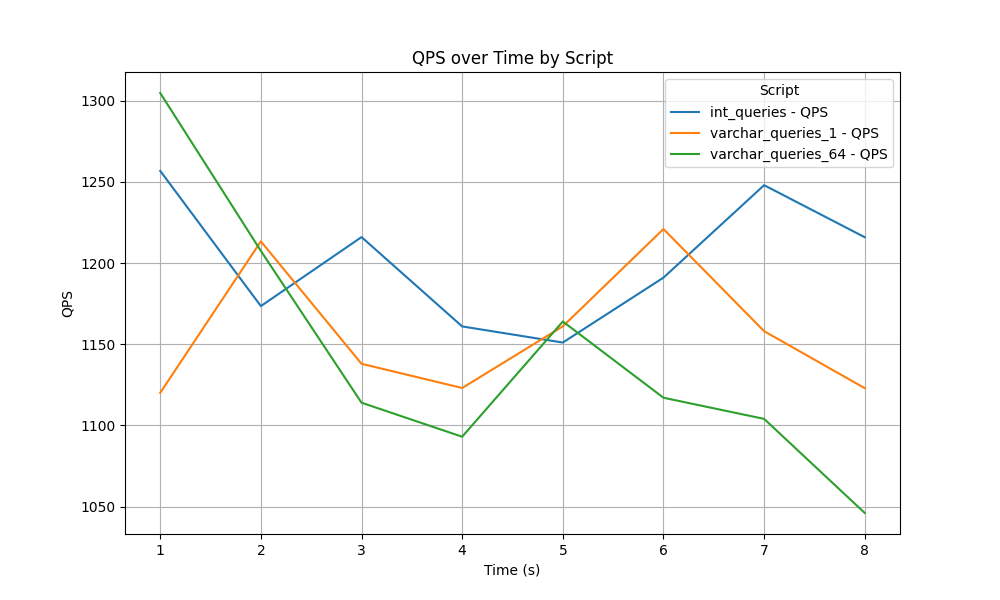 QPS over Time by Script
Script
int_queries - QPS
varchar_queries_1 - QPS
varchar_queries_64 - QPS
QPS
1300
1250
1200
1150
1100
1050
1 2 3 4 5 6 7 8
Time (s)